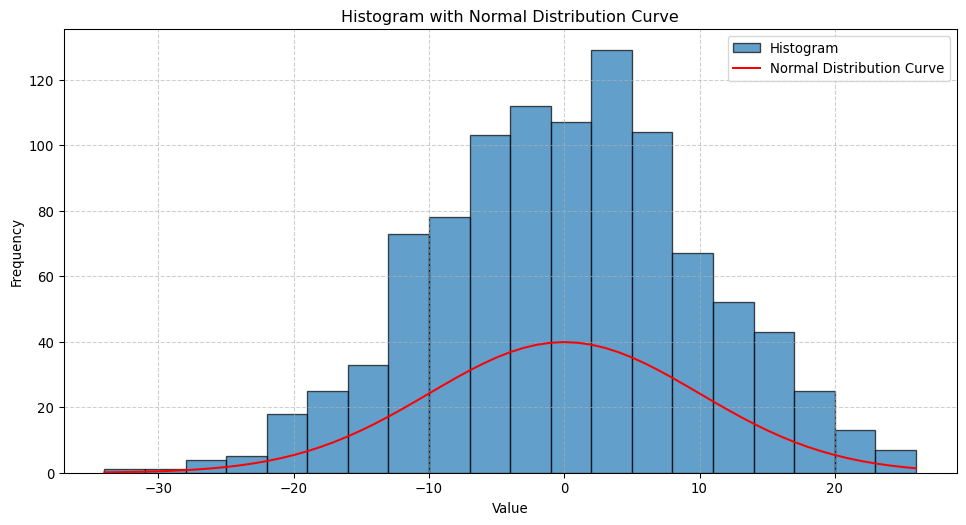 Histogram with Normal Distribution Curve
Histogram
Normal Distribution Curve
Frequency
120
100
80
60
40
20
0
−30
−20
−10
0
10
20
Value